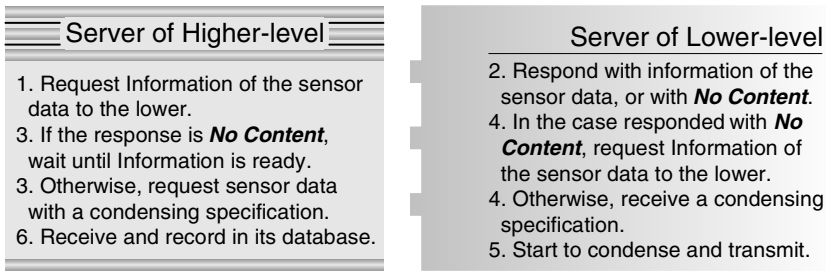 Server of Higher-level
1. Request Information of the sensor
data to the lower.
3. If the response is No Content,
wait until Information is ready.
3. Otherwise, request sensor data
with a condensing specification.
6. Receive and record in its database.
Server of Lower-level
2. Respond with information of the
sensor data, or with No Content.
4. In the case responded with No
Content, request Information of
the sensor data to the lower.
4. Otherwise, receive a condensing
specification.
5. Start to condense and transmit.